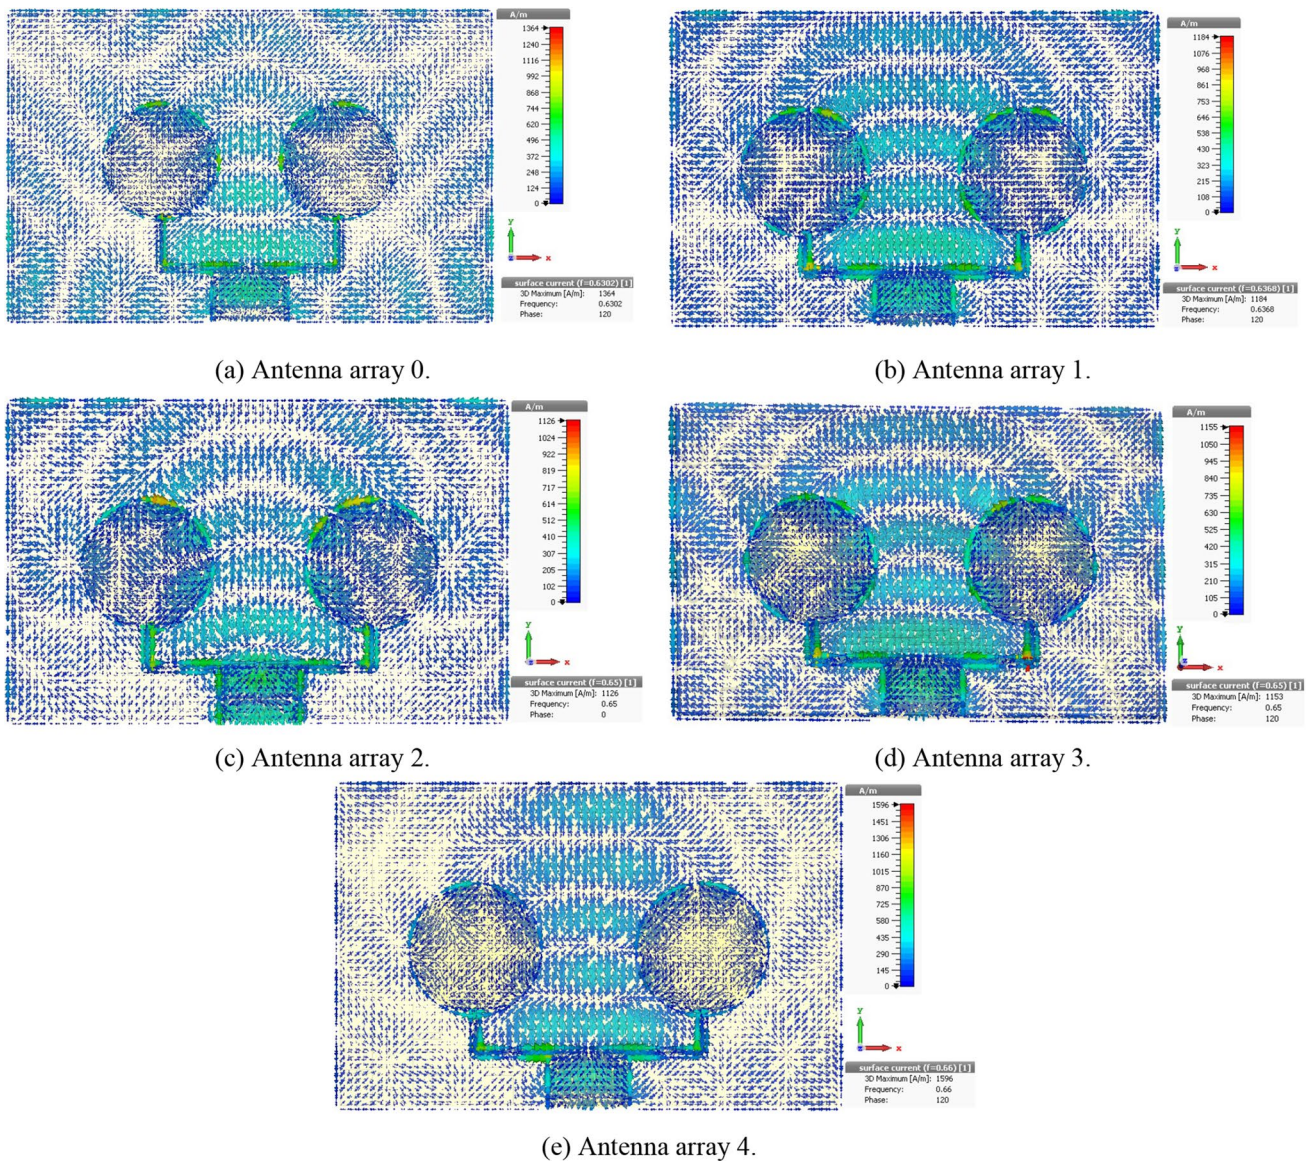 A/m
1364
1240
1116
992
868
744
620
496
372
248
124
0
y
x
surface current (f=0.6302) [1]
3D Maximum [A/m]: 1364
Frequency: 0.6302
Phase: 120
(a) Antenna array 0.
A/m
1184
1076
968
861
753
646
538
430
323
215
108
0
y
x
surface current (f=0.6368) [1]
3D Maximum [A/m]: 1184
Frequency: 0.6368
Phase: 120
(b) Antenna array 1.
A/m
1126
1024
922
819
717
614
512
410
307
205
102
0
y
x
surface current (f=0.65) [1]
3D Maximum [A/m]: 1126
Frequency: 0.65
Phase: 0
(c) Antenna array 2.
A/m
1155
1050
945
840
735
630
525
420
315
210
105
0
y
x
surface current (f=0.65) [1]
3D Maximum [A/m]: 1153
Frequency: 0.65
Phase: 120
(d) Antenna array 3.
A/m
1596
1451
1306
1160
1015
870
725
580
435
290
145
0
y
x
surface current (f=0.66) [1]
3D Maximum [A/m]: 1596
Frequency: 0.66
Phase: 120
(e) Antenna array 4.